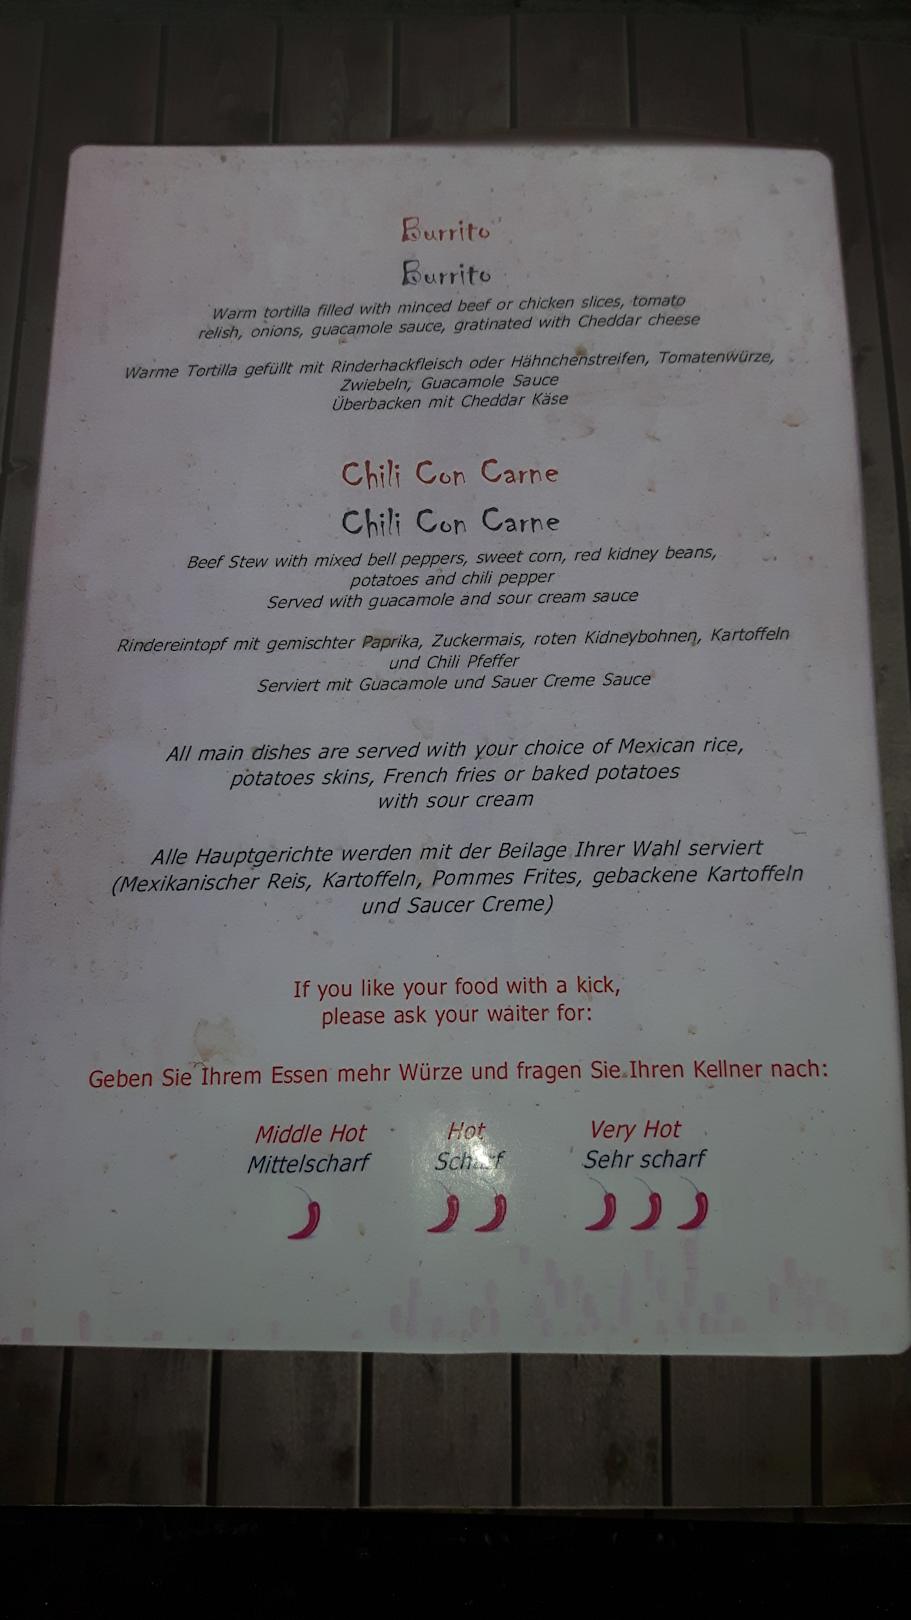 Burrito
Burrito
Warm tortilla filled with minced beef or chicken slices, tomato
relish, onions, guacamole sauce, gratinated with Cheddar cheese
Warme Tortilla gefüllt mit Rinderhackfleisch oder Hähnchenstreifen, Tomatenwürze,
Zwiebeln, Guacamole Sauce
Überbacken mit Cheddar Käse
Chili Con Carne
Chili Con Carne
Beef Stew with mixed bell peppers, sweet corn, red kidney beans,
potatoes and chili pepper
Served with guacamole and sour cream sauce
Rindereintopf mit gemischter Paprika, Zuckermais, roten Kidneybohnen, Kartoffeln
und Chili Pfeffer
Serviert mit Guacamole und Sauer Creme Sauce
All main dishes are served with your choice of Mexican rice,
potatoes skins, French fries or baked potatoes
with sour cream
Alle Hauptgerichte werden mit der Beilage Ihrer Wahl serviert
(Mexikanischer Reis, Kartoffeln, Pommes Frites, gebackene Kartoffeln
und Saucer Creme)
If you like your food with a kick,
please ask your waiter for:
Geben Sie Ihrem Essen mehr Würze und fragen Sie Ihren Kellner nach:
Middle Hot Hot Very Hot
Mittelscharf Scharf Sehr scharf